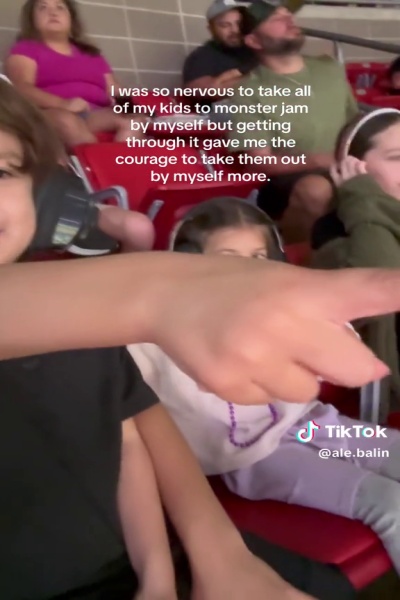 I was so nervous to take all
of my kids to monster jam
by myself but getting
through it gave me the
courage to take them out
by myself more.
TikTok
@ale.balin